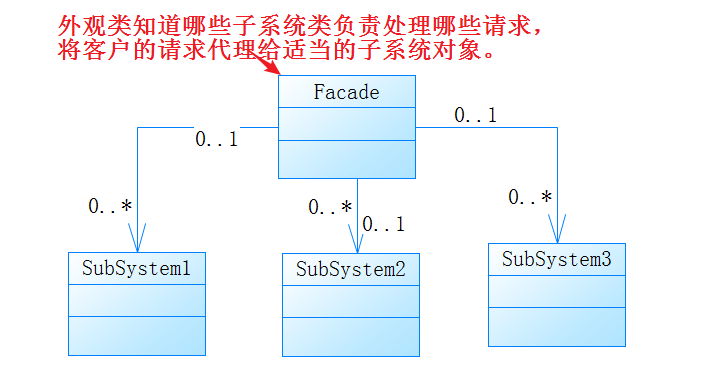 外观类知道哪些子系统类负责处理哪些请求，
将客户的请求代理给适当的子系统对象。
Facade
0..1
0..1
0..*
0..*
0..1
0..*
SubSystem1
SubSystem2
SubSystem3